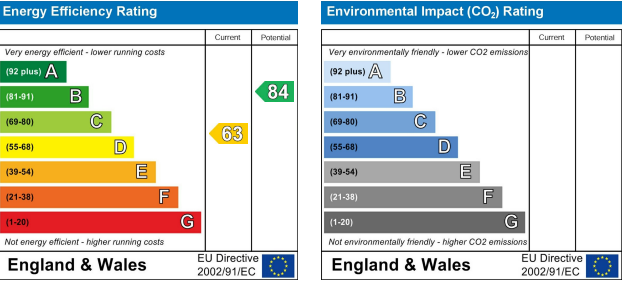 Energy Efficiency Rating
Current Potential
Very energy efficient - lower running costs
(92 plus) A
(81-91) B
84
(69-80) C
63
(55-68) D
(39-54) E
(21-38) F
(1-20) G
Not energy efficient - higher running costs
England & Wales
EU Directive
2002/91/EC
Environmental Impact (CO₂) Rating
Current Potential
Very environmentally friendly - lower CO2 emissions
(92 plus) A
(81-91) B
(69-80) C
(55-68) D
(39-54) E
(21-38) F
(1-20) G
Not environmentally friendly - higher CO2 emissions
England & Wales
EU Directive
2002/91/EC